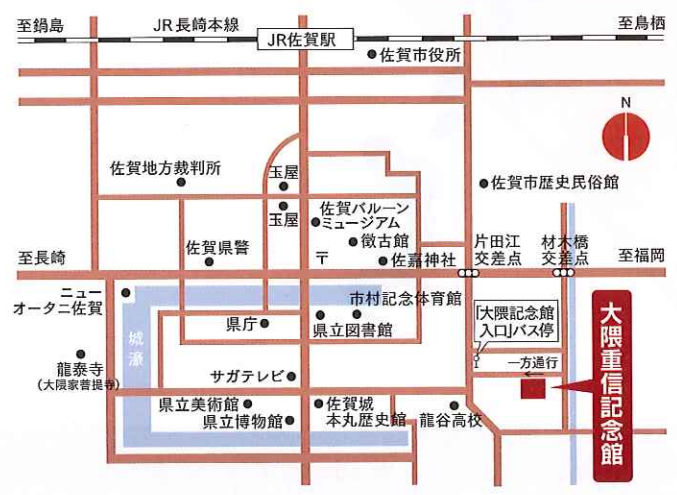 至鍋島
JR長崎本線
JR佐賀駅
至鳥栖
佐賀市役所
N
佐賀地方裁判所
玉屋
玉屋
佐賀バルーン
ミュージアム
佐賀市歴史民俗館
徴古館
佐賀県警
〒
佐嘉神社
片田江
交差点
材木橋
交差点
至長崎
至福岡
ニュー
オータニ佐賀
城濠
市村記念体育館
県庁
県立図書館
「大隈記念館
入口」バス停
一方通行
大隈重信記念館
龍泰寺
(大隈家菩提寺)
サガテレビ
県立美術館
県立博物館
佐賀城
本丸歴史館
龍谷高校